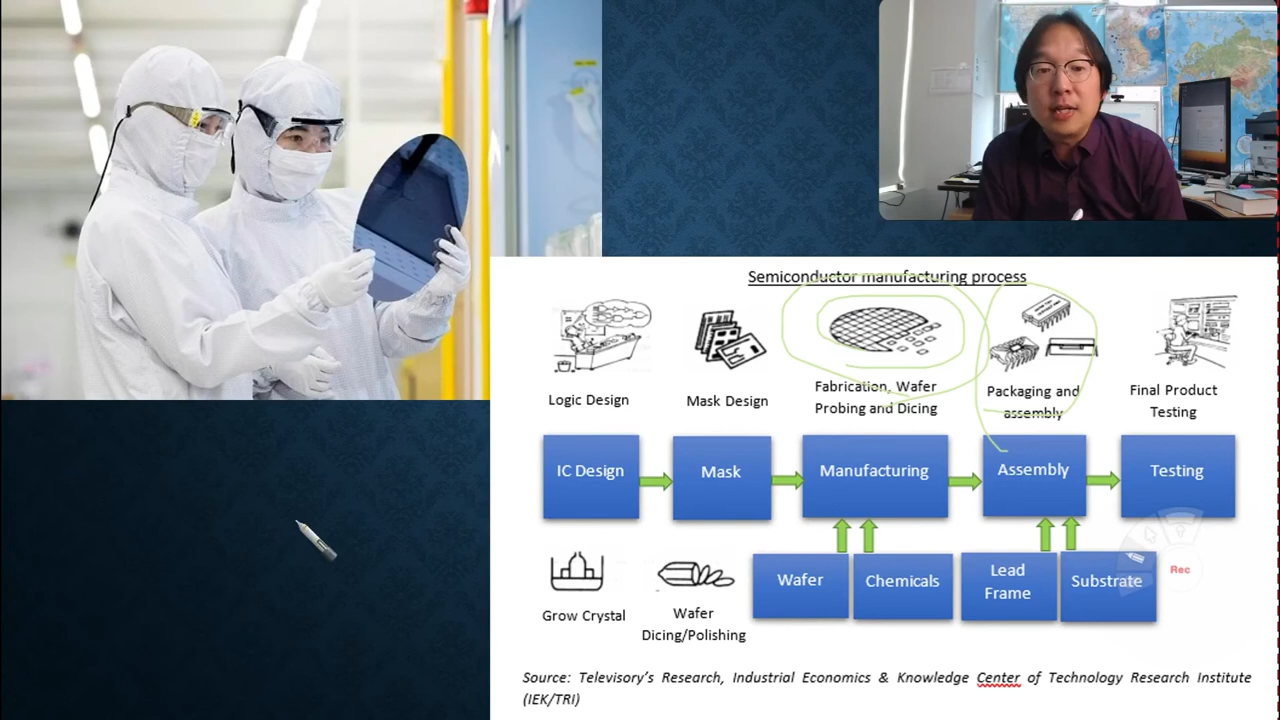 Semiconductor manufacturing process
Logic Design
Mask Design
Fabrication, Wafer
Probing and Dicing
Packaging and
assembly
Final Product
Testing
IC Design
Mask
Manufacturing
Assembly
Testing
Grow Crystal
Wafer
Dicing/Polishing
Wafer
Chemicals
Lead
Frame
Substrate
Rec
Source: Televisory's Research, Industrial Economics & Knowledge Center of Technology Research Institute
(IEK/TRI)